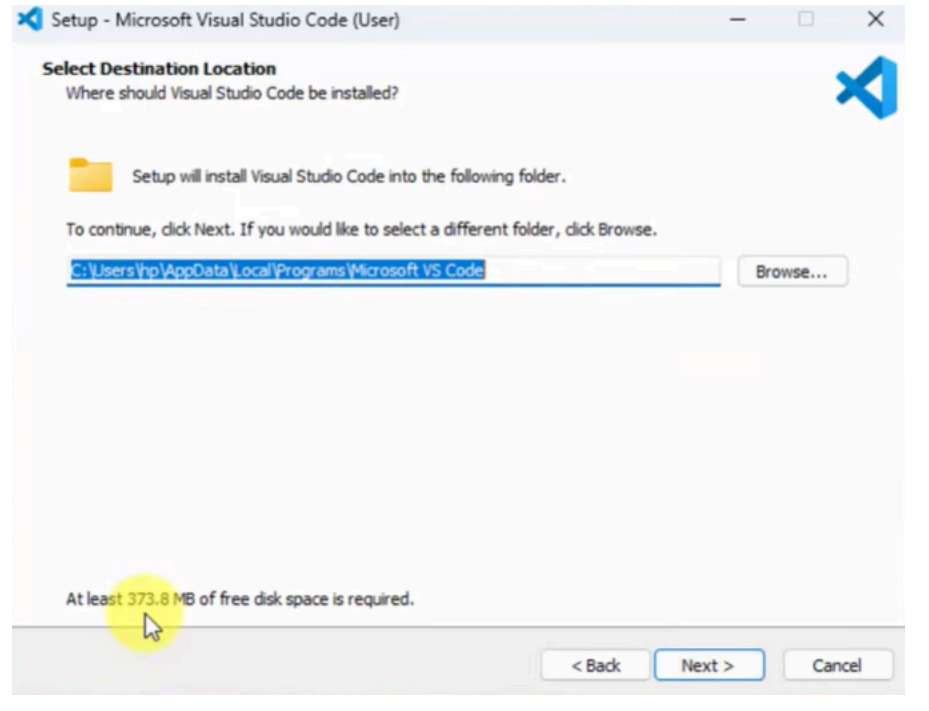 Setup - Microsoft Visual Studio Code (User)
Select Destination Location
Where should Visual Studio Code be installed?
Setup will install Visual Studio Code into the following folder.
To continue, click Next. If you would like to select a different folder, click Browse.
C:\Users\hp\AppData\Local\Programs\Microsoft VS Code
Browse...
At least 373.8 MB of free disk space is required.
< Back
Next >
Cancel